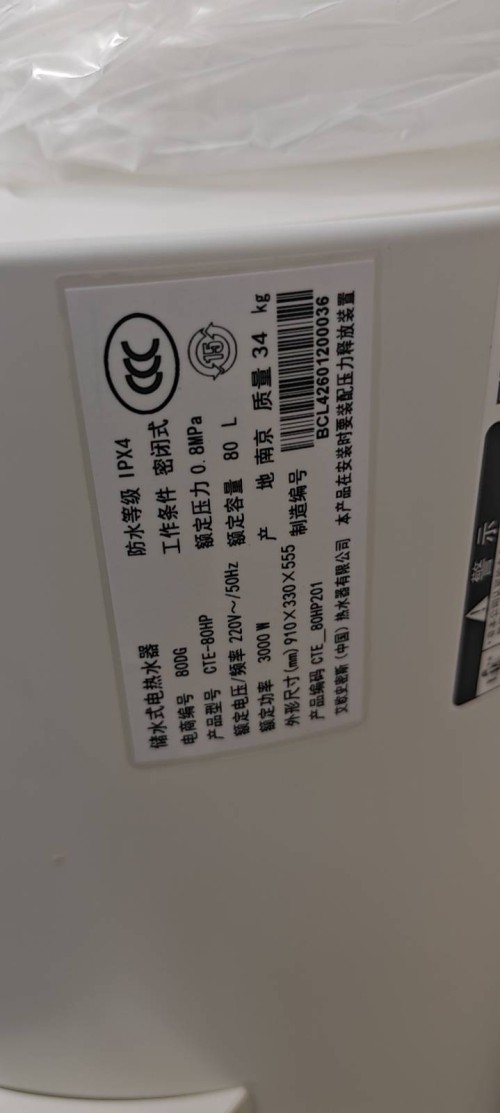 储水式电热水器
防水等级 IPX4
CCC
电商编号 80DG
工作条件 密闭式
15
产品型号 CTE-80HP
额定压力 0.8MPa
额定电压/频率 220V~/50Hz
额定容量 80 L
额定功率 3000 W
产 地 南京 质量 34 kg
外形尺寸(mm) 910×330×555
制造编号
BCL42601200036
产品编码 CTE_80HP201
艾欧史密斯(中国)热水器有限公司 本产品在安装时要装配压力释放装置
警示